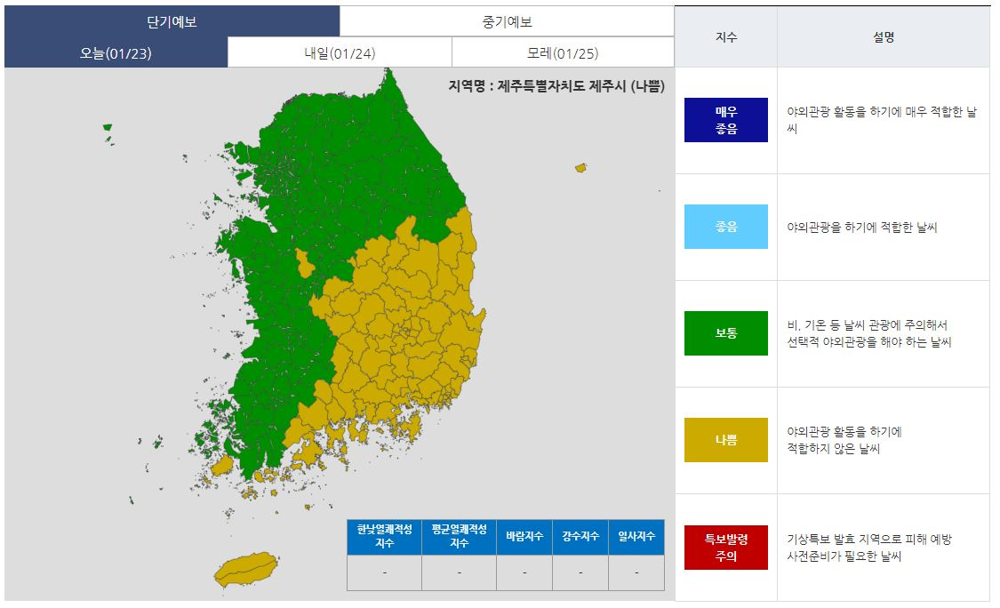 단기예보
중기예보
오늘(01/23)
내일(01/24)
모레(01/25)
지역명 : 제주특별자치도 제주시 (나쁨)
한낮열쾌적성
지수
평균열쾌적성
지수
바람지수
강수지수
일사지수
-
-
-
-
-
지수
설명
매우
좋음
야외관광 활동을 하기에 매우 적합한 날
씨
좋음
야외관광을 하기에 적합한 날씨
보통
비, 기온 등 날씨 관광에 주의해서
선택적 야외관광을 해야 하는 날씨
나쁨
야외관광 활동을 하기에
적합하지 않은 날씨
특보발령
주의
기상특보 발효 지역으로 피해 예방
사전준비가 필요한 날씨